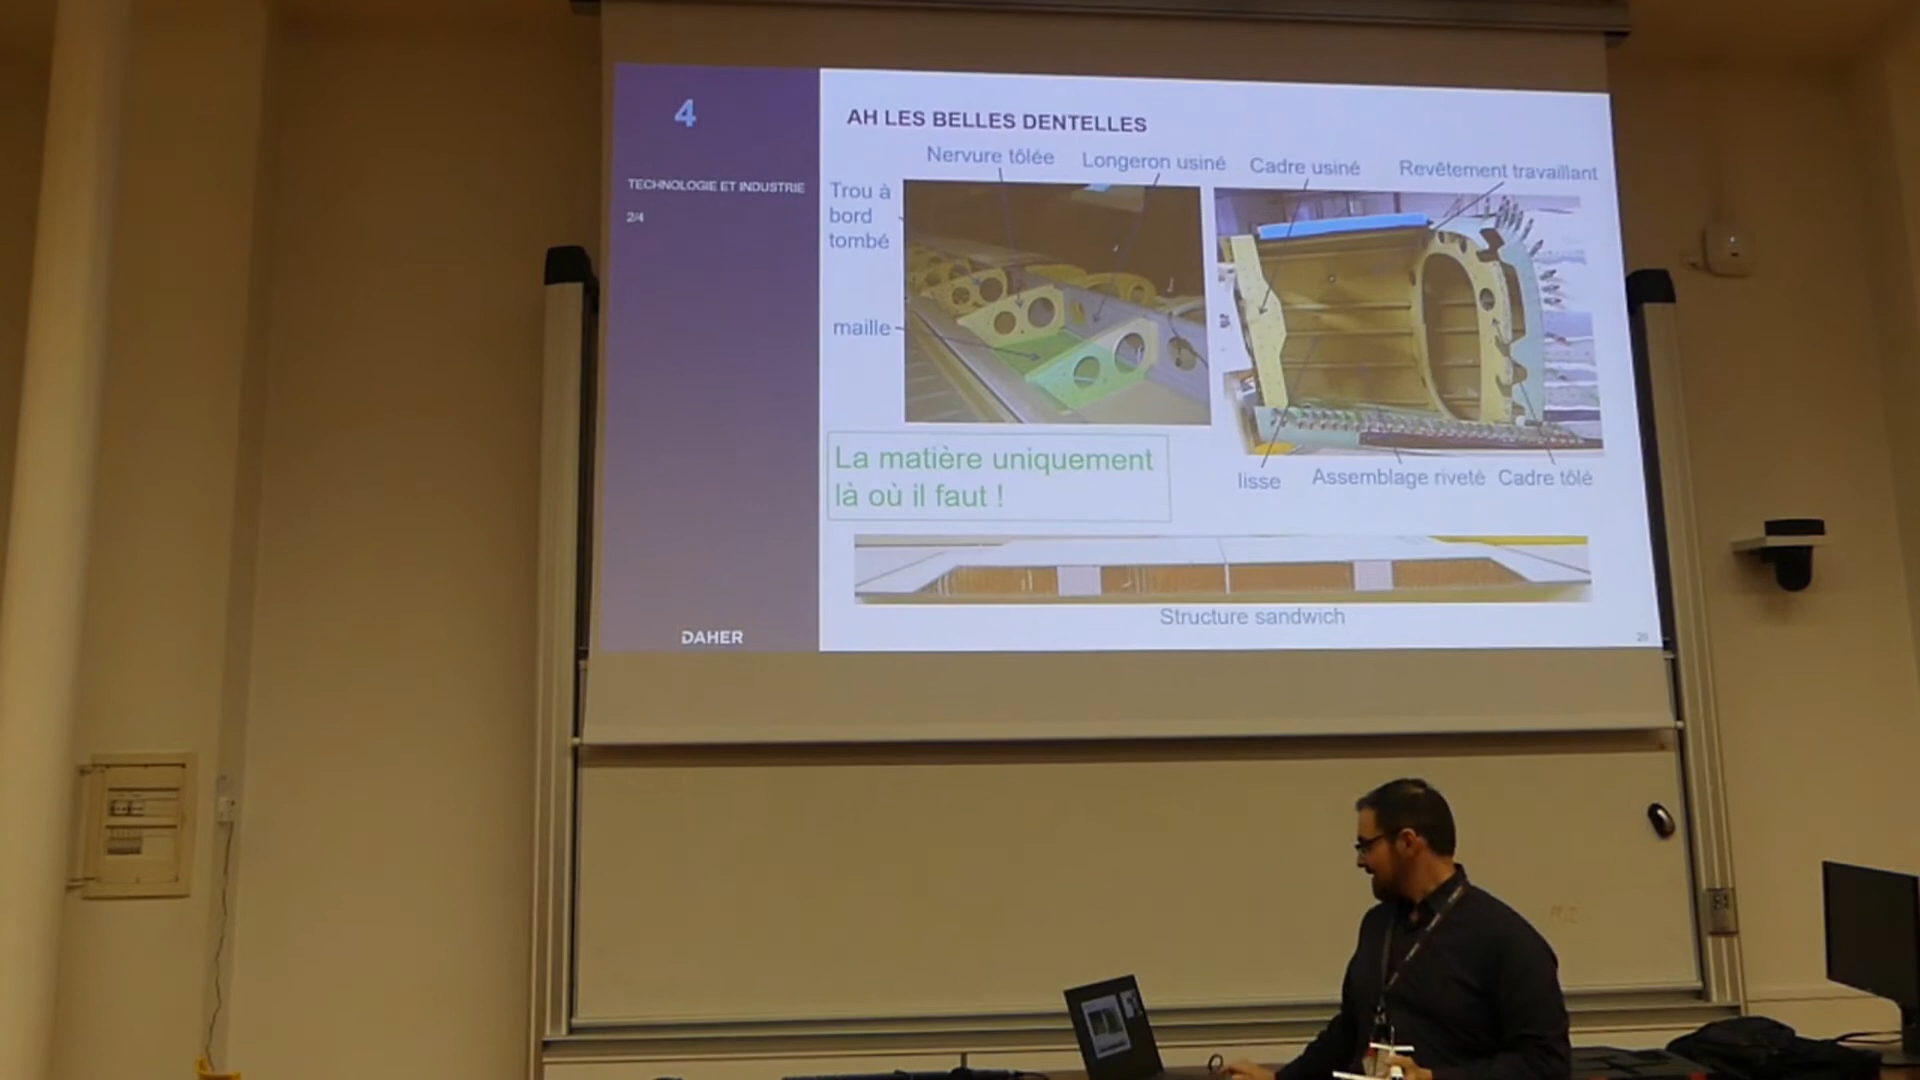 4
TECHNOLOGIE ET INDUSTRIE
2/4
DAHER
AH LES BELLES DENTELLES
Nervure tôlée
Longeron usiné
Cadre usiné
Revêtement travaillant
Trou à
bord
tombé
maille
La matière uniquement
là où il faut !
lisse
Assemblage riveté
Cadre tôlé
Structure sandwich